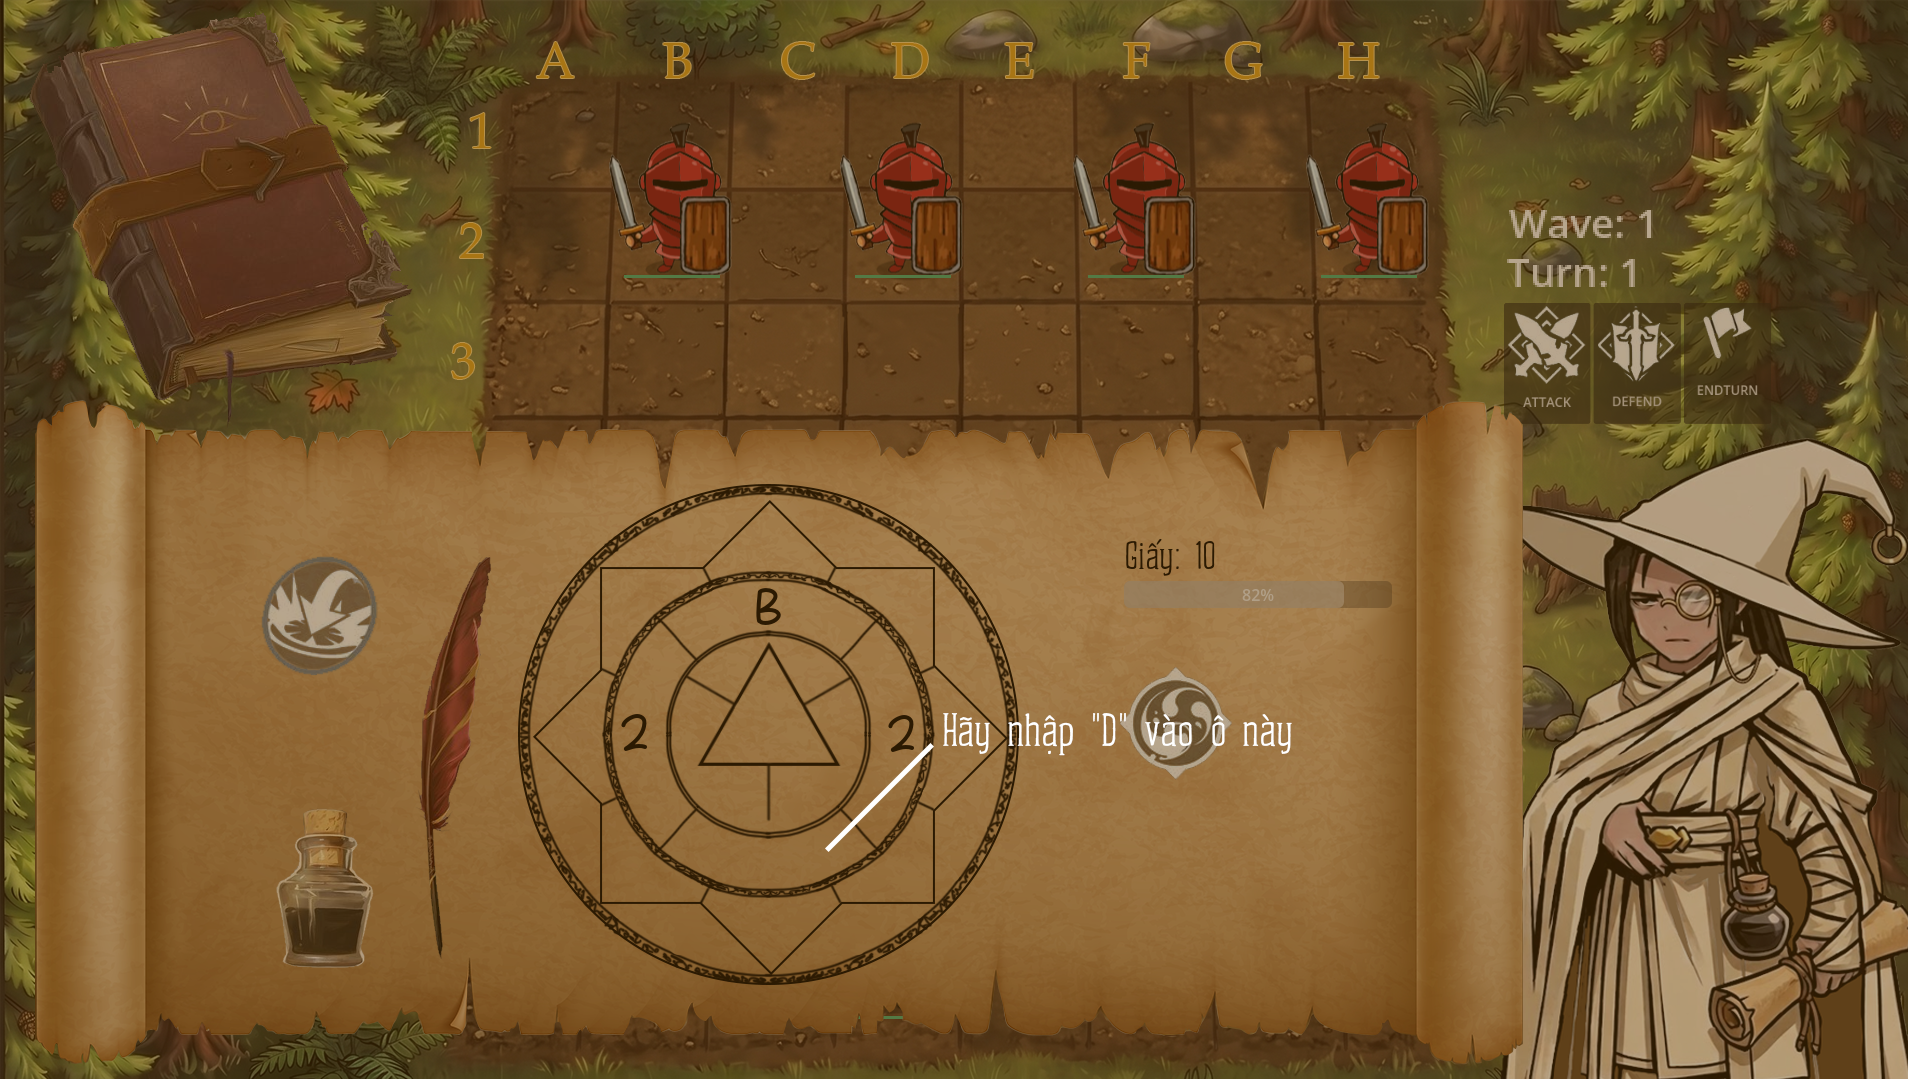 A B C D E F G H
1
2
3
Wave: 1
Turn: 1
ATTACK
DEFEND
ENDTURN
Giấy: 10
82%
B
2
2
Hãy nhập "D" vào ô này